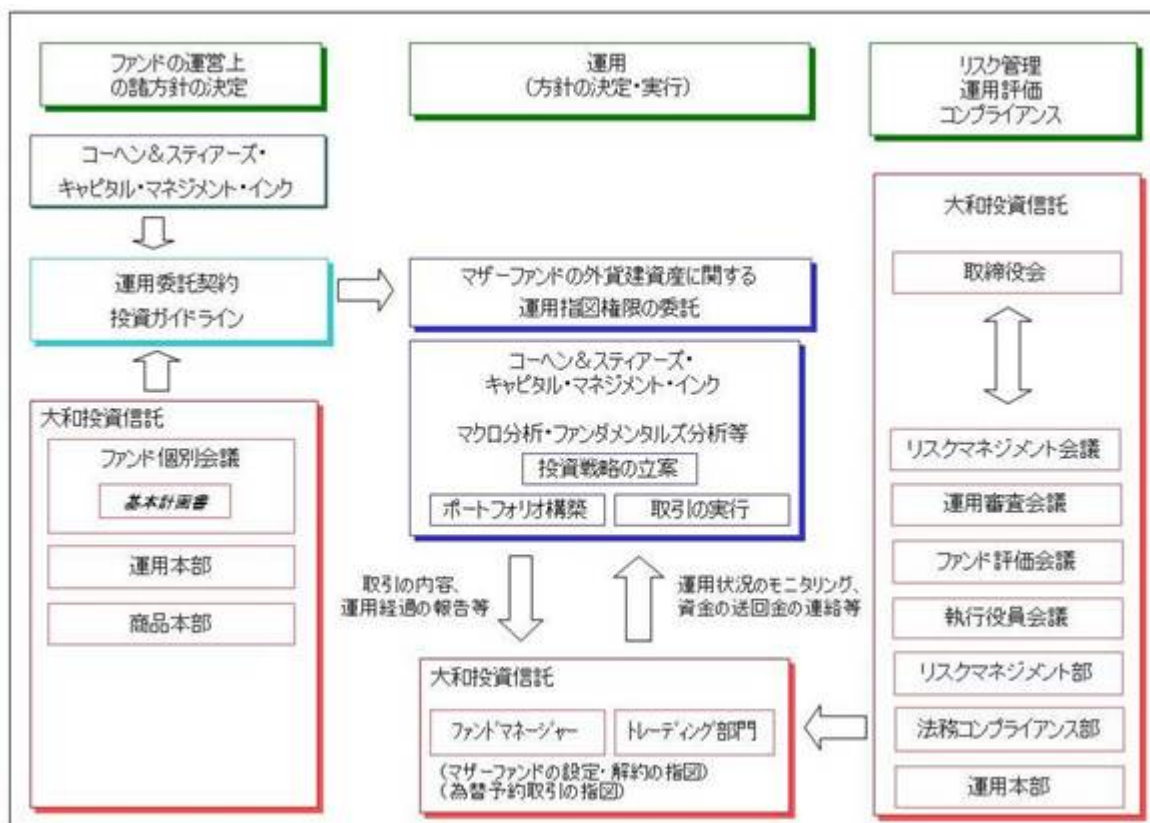 ファンドの運営上
の諸方針の決定
運用
(方針の決定・実行)
リスク管理
運用評価
コンプライアンス
コーヘン＆スティアーズ・
キャピタル・マネジメント・インク
運用委託契約
投資ガイドライン
マザーファンドの外貨建資産に関する
運用指図権限の委託
コーヘン＆スティアーズ・
キャピタル・マネジメント・インク
マクロ分析・ファンダメンタルズ分析等
投資戦略の立案
ポートフォリオ構築
取引の実行
大和投資信託
ファンド個別会議
基本計画書
運用本部
商品本部
取引の内容、
運用経過の報告等
運用状況のモニタリング、
資金の送回金の連絡等
大和投資信託
ファンドマネージャー
トレーディング部門
(マザーファンドの設定・解約の指図)
(為替予約取引の指図)
大和投資信託
取締役会
リスクマネジメント会議
運用審査会議
ファンド評価会議
執行役員会議
リスクマネジメント部
法務コンプライアンス部
運用本部